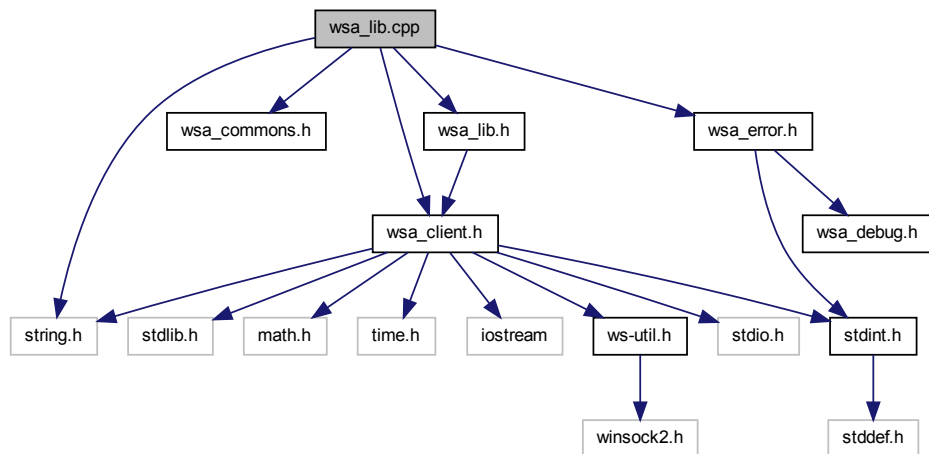 wsa_lib.cpp
wsa_commons.h
wsa_lib.h
wsa_error.h
wsa_client.h
wsa_debug.h
string.h
stdlib.h
math.h
time.h
iostream
ws-util.h
stdio.h
stdint.h
winsock2.h
stddef.h